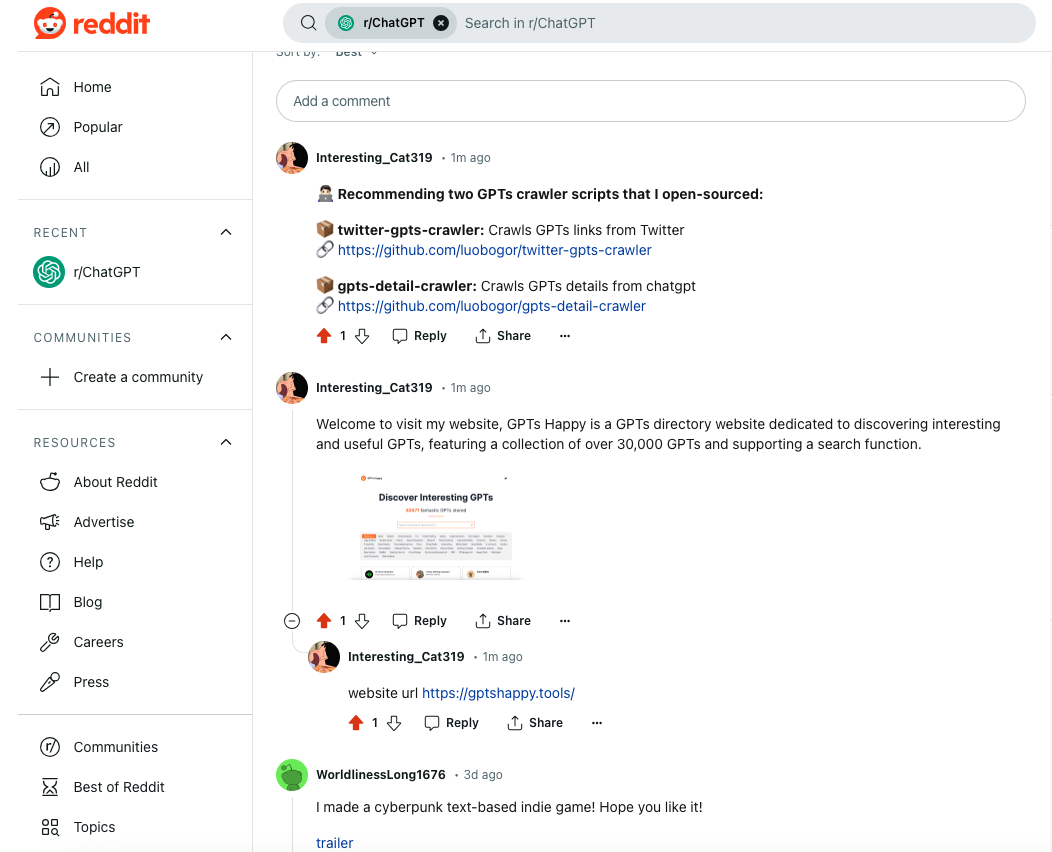 reddit
r/ChatGPT
Search in r/ChatGPT
Home
Popular
All
RECENT
r/ChatGPT
COMMUNITIES
Create a community
RESOURCES
About Reddit
Advertise
Help
Blog
Careers
Press
Communities
Best of Reddit
Topics
Sort by: Best
Add a comment
Interesting_Cat319 • 1m ago
Recommending two GPTs crawler scripts that I open-sourced:
twitter-gpts-crawler: Crawls GPTs links from Twitter
https://github.com/luobogor/twitter-gpts-crawler
gpts-detail-crawler: Crawls GPTs details from chatgpt
https://github.com/luobogor/gpts-detail-crawler
1 Reply Share ...
Interesting_Cat319 • 1m ago
Welcome to visit my website, GPTs Happy is a GPTs directory website dedicated to discovering interesting
and useful GPTs, featuring a collection of over 30,000 GPTs and supporting a search function.
Discover Interesting GPTs
fantastic GPTs stored
1 Reply Share ...
Interesting_Cat319 • 1m ago
website url https://gptshappy.tools/
1 Reply Share ...
WorldlinessLong1676 • 3d ago
I made a cyberpunk text-based indie game! Hope you like it!
trailer